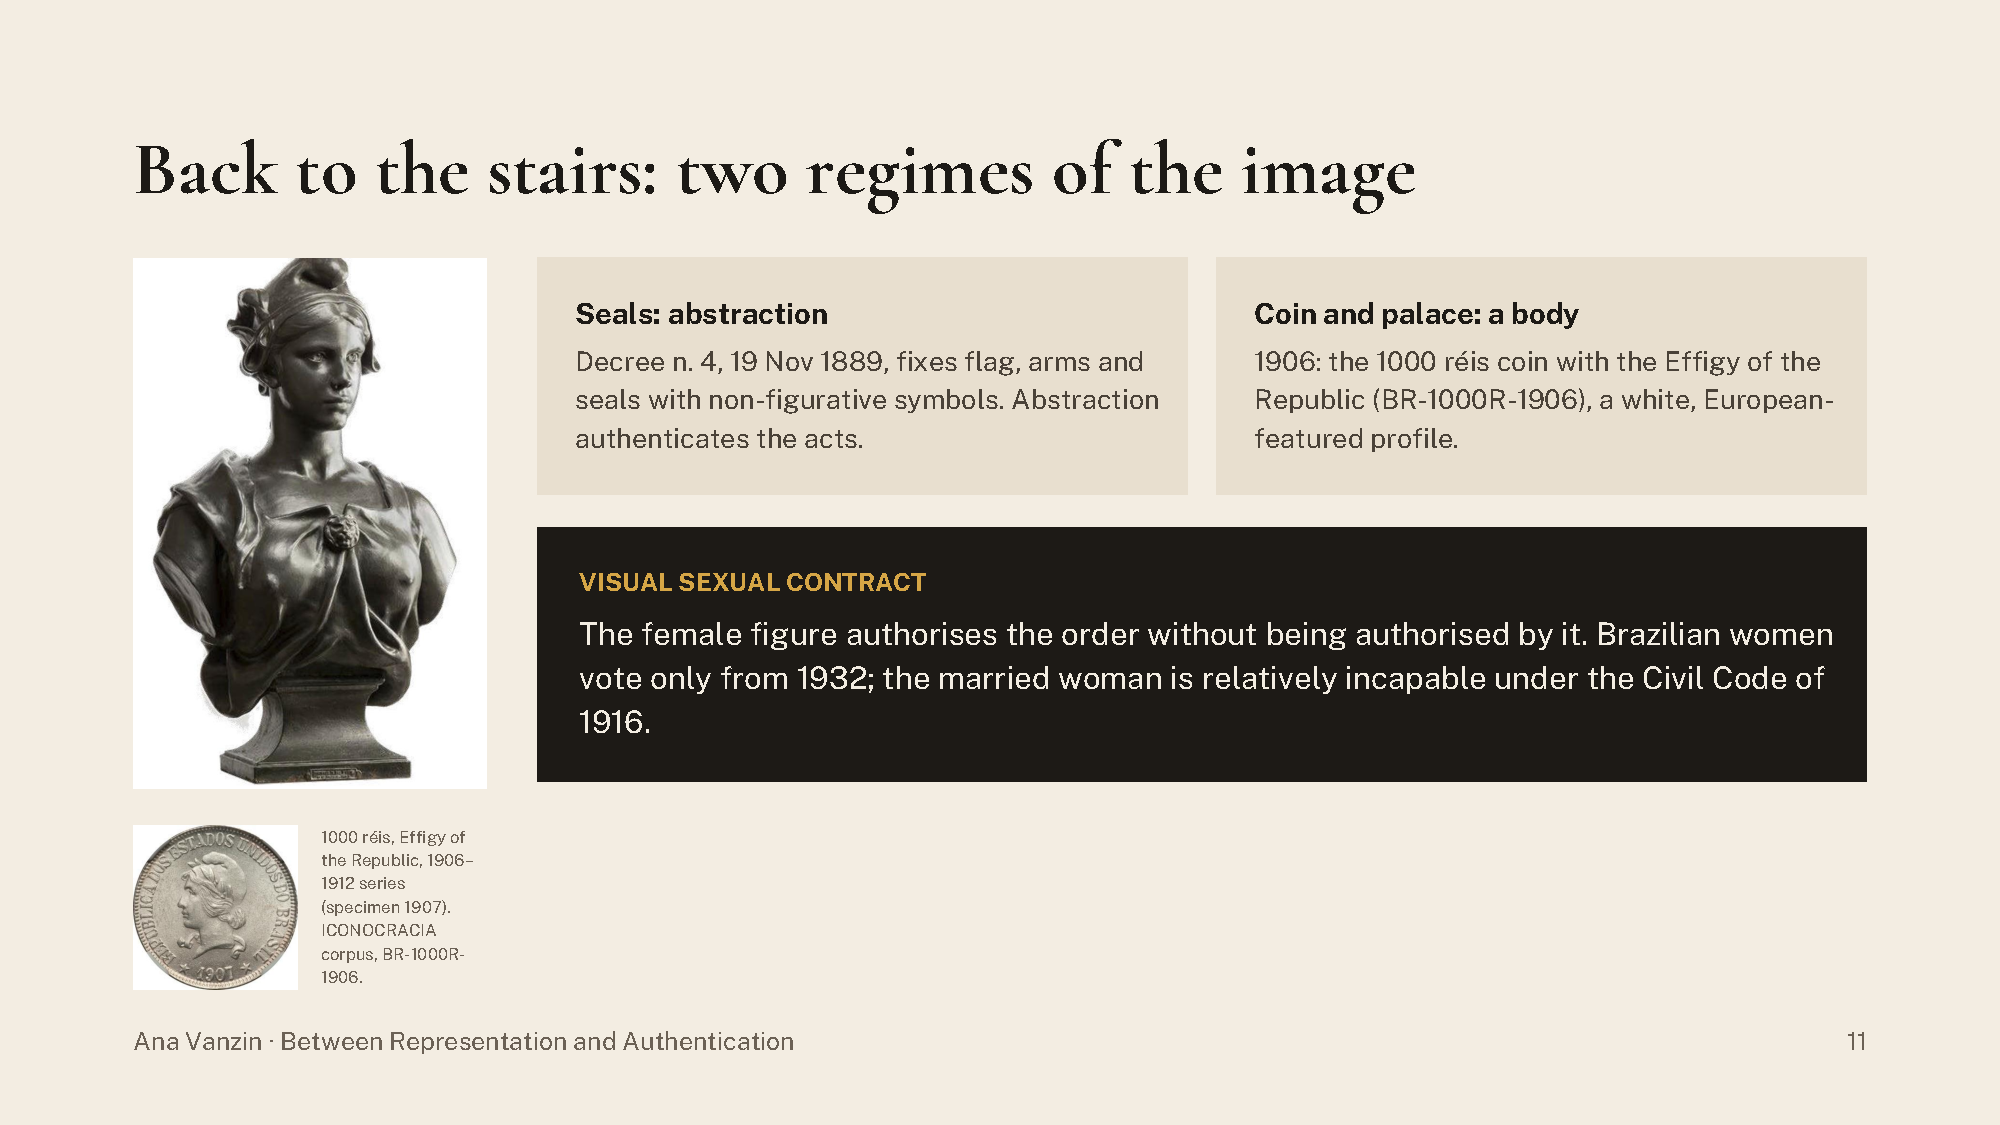 Back to the stairs: two regimes of the image
Seals: abstraction
Decree n. 4, 19 Nov 1889, fixes flag, arms and
seals with non-figurative symbols. Abstraction
authenticates the acts.
Coin and palace: a body
1906: the 1000 réis coin with the Effigy of the
Republic (BR-1000R-1906), a white, European-
featured profile.
VISUAL SEXUAL CONTRACT
The female figure authorises the order without being authorised by it. Brazilian women
vote only from 1932; the married woman is relatively incapable under the Civil Code of
1916.
REPUBLICA DOS ESTADOS UNIDOS DO BRASIL
1907
1000 réis, Effigy of
the Republic, 1906–
1912 series
(specimen 1907).
ICONOCRACIA
corpus, BR-1000R-
1906.
Ana Vanzin · Between Representation and Authentication
11